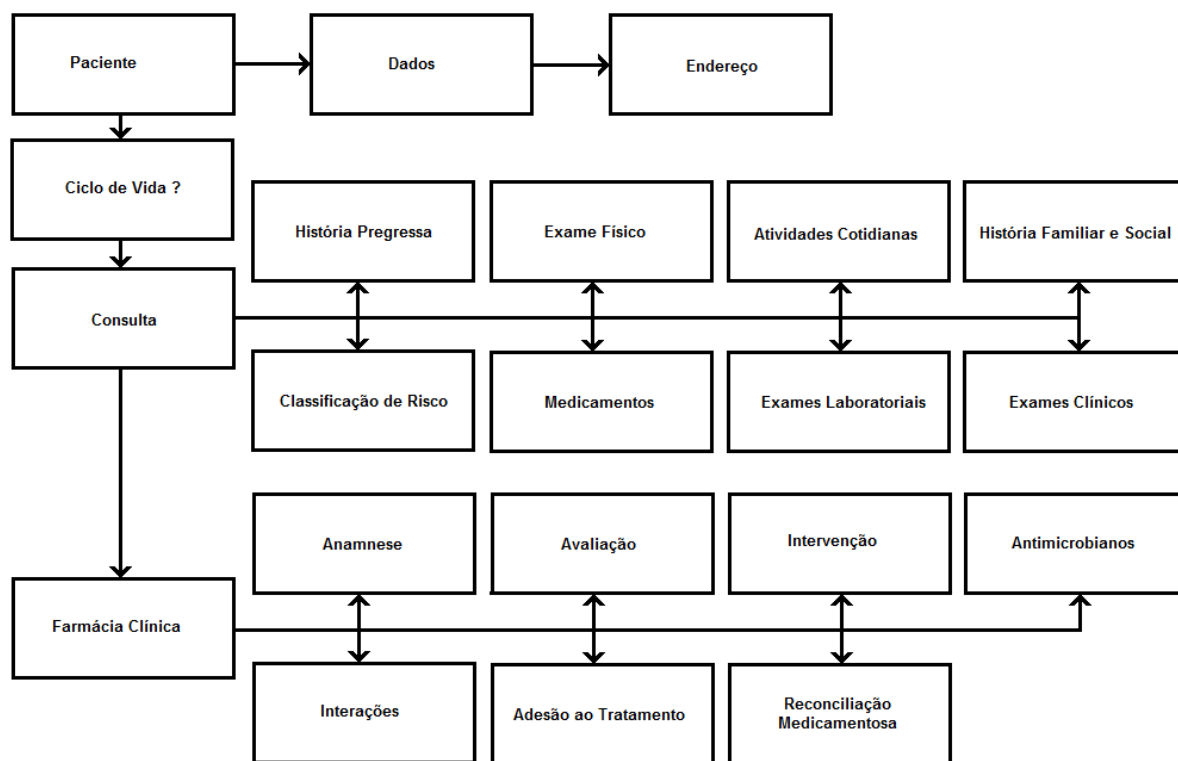 Paciente
Dados
Endereço
Ciclo de Vida ?
História Pregressa
Exame Físico
Atividades Cotidianas
História Familiar e Social
Consulta
Classificação de Risco
Medicamentos
Exames Laboratoriais
Exames Clínicos
Anamnese
Avaliação
Intervenção
Antimicrobianos
Farmácia Clínica
Interações
Adesão ao Tratamento
Reconciliação
Medicamentosa